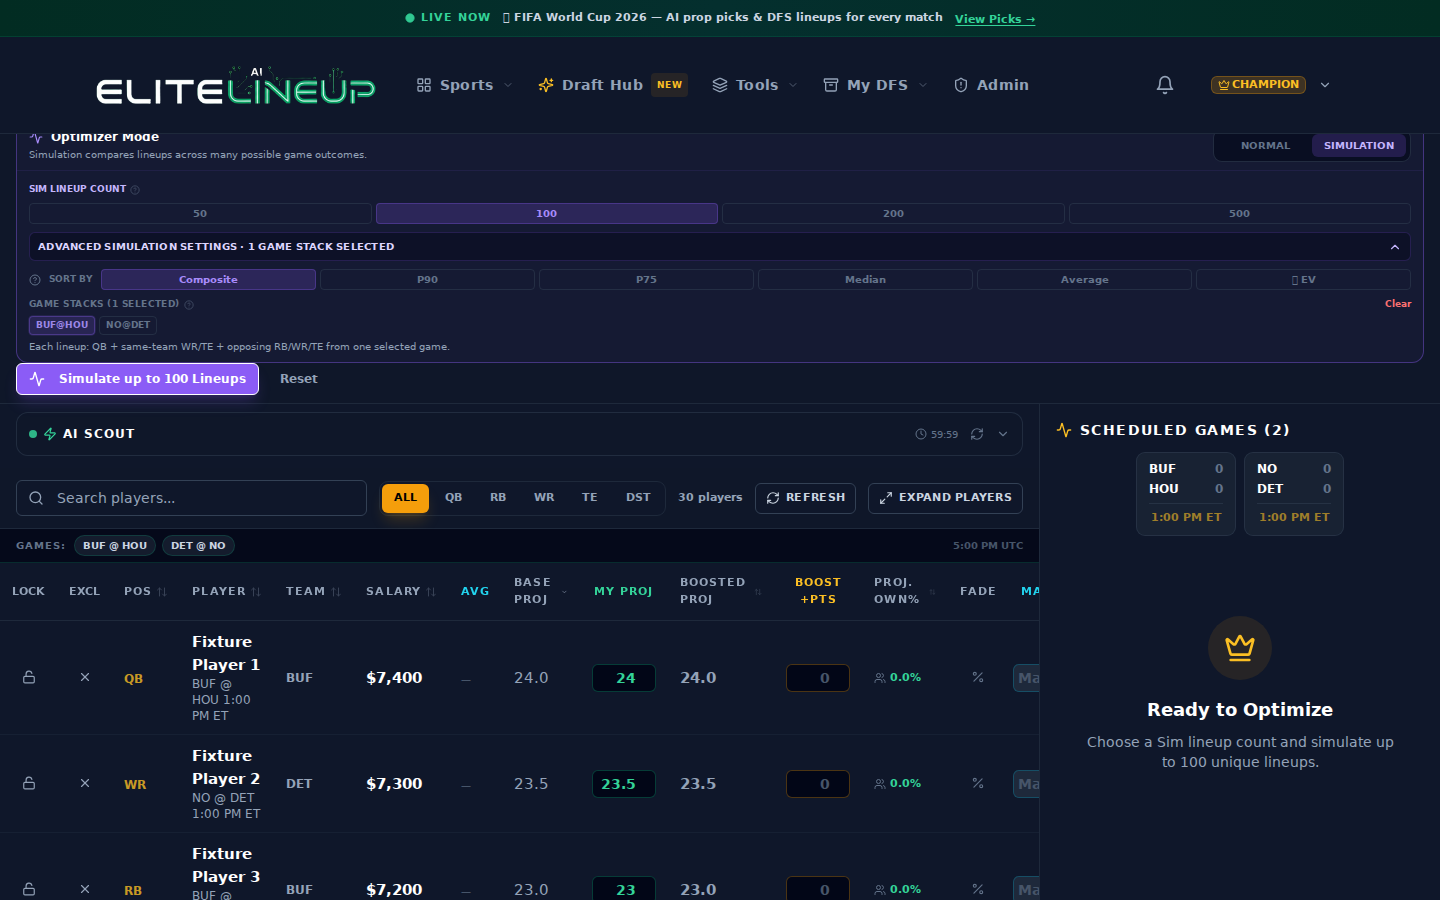 LIVE NOW FIFA World Cup 2026 — AI prop picks & DFS lineups for every match View Picks →
ELITE LINEUP AI
Sports Draft Hub NEW Tools My DFS Admin CHAMPION
Optimizer Mode
Simulation compares lineups across many possible game outcomes.
NORMAL SIMULATION
SIM LINEUP COUNT
50 100 200 500
ADVANCED SIMULATION SETTINGS · 1 GAME STACK SELECTED
SORT BY Composite P90 P75 Median Average EV
GAME STACKS (1 SELECTED) Clear
BUF@HOU NO@DET
Each lineup: QB + same-team WR/TE + opposing RB/WR/TE from one selected game.
Simulate up to 100 Lineups Reset
AI SCOUT 59:59
Search players...
ALL QB RB WR TE DST 30 players REFRESH EXPAND PLAYERS
GAMES: BUF @ HOU DET @ NO 5:00 PM UTC
LOCK EXCL POS PLAYER TEAM SALARY AVG BASE PROJ MY PROJ BOOSTED PROJ BOOST +PTS PROJ. OWN% FADE MA
Fixture
Player 1
BUF @
HOU 1:00
PM ET
QB BUF $7,400 — 24.0 24 24.0 0 0.0% % Ma
Fixture
Player 2
NO @ DET
1:00 PM ET
WR DET $7,300 — 23.5 23.5 23.5 0 0.0% % Ma
Fixture
Player 3
BUF @
RB BUF $7,200 — 23.0 23 23.0 0 0.0% % Ma
SCHEDULED GAMES (2)
BUF 0
HOU 0
1:00 PM ET
NO 0
DET 0
1:00 PM ET
Ready to Optimize
Choose a Sim lineup count and simulate up
to 100 unique lineups.